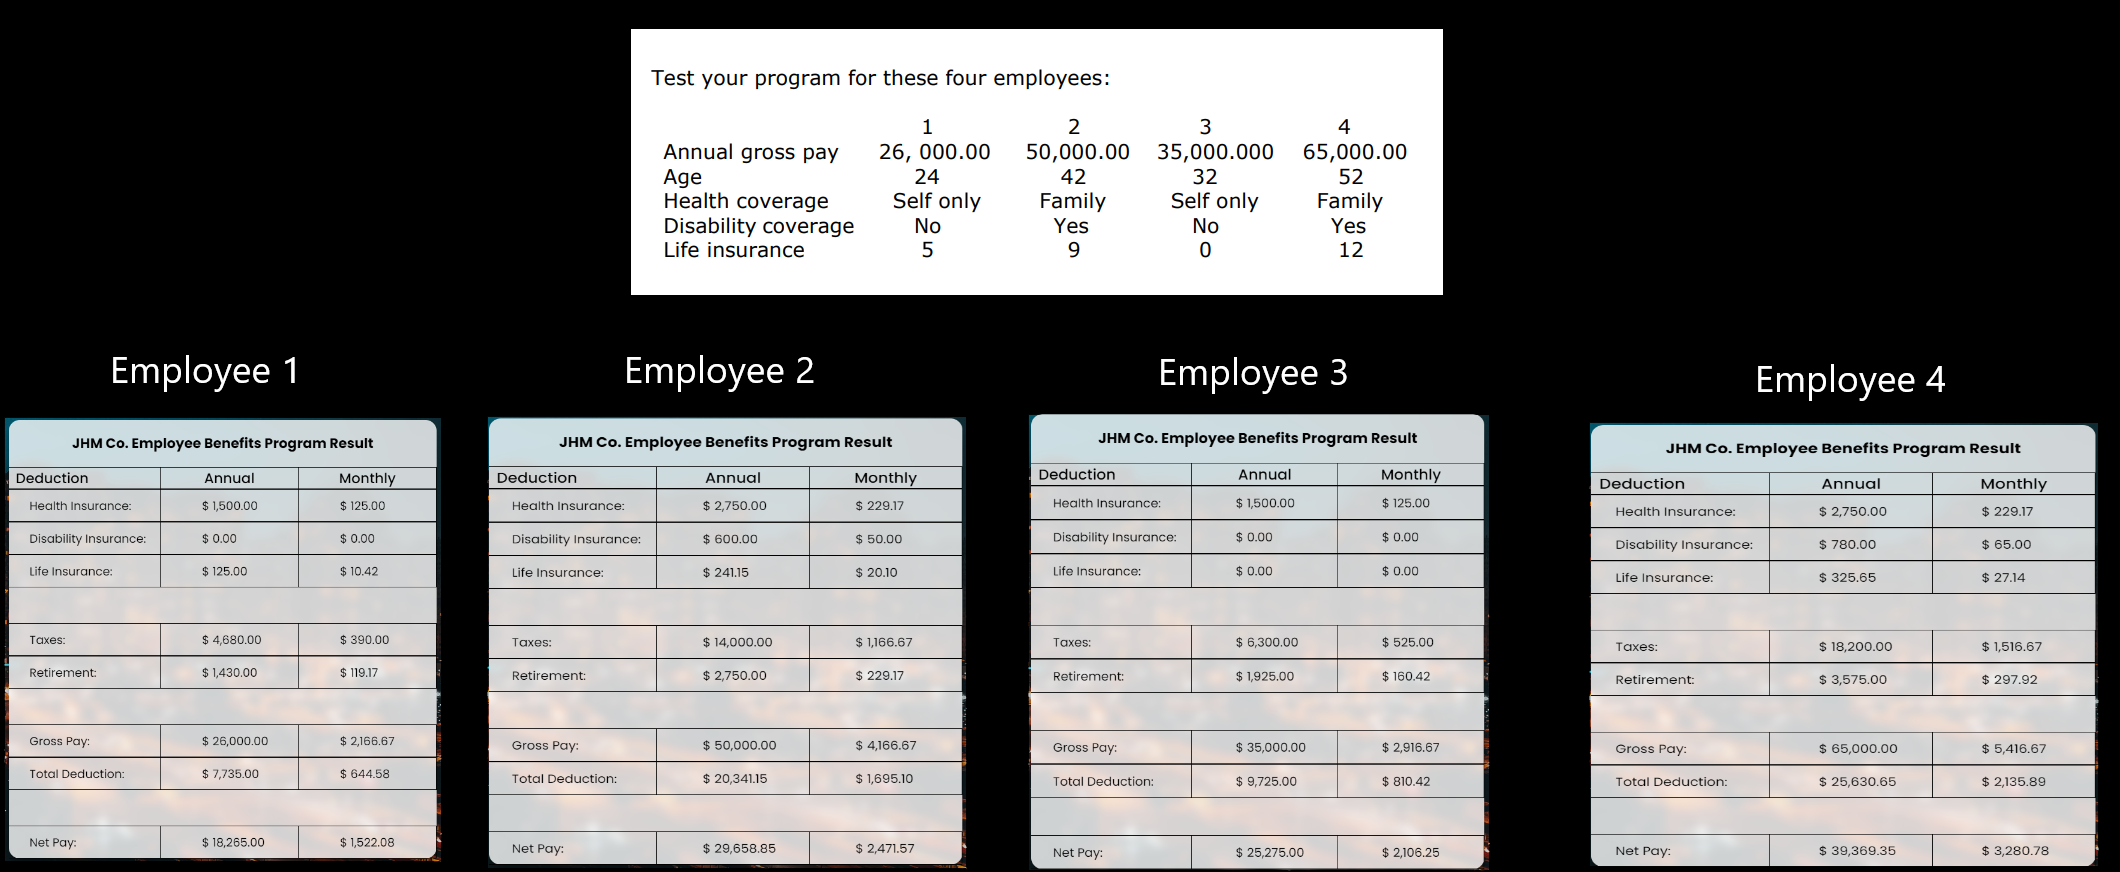 Test your program for these four employees:
1 2 3 4
Annual gross pay 26, 000.00 50,000.00 35,000.000 65,000.00
Age 24 42 32 52
Health coverage Self only Family Self only Family
Disability coverage No Yes No Yes
Life insurance 5 9 0 12
Employee 1
JHM Co. Employee Benefits Program Result
Deduction Annual Monthly
Health Insurance: $ 1,500.00 $ 125.00
Disability Insurance: $ 0.00 $ 0.00
Life Insurance: $ 125.00 $ 10.42
Taxes: $ 4,680.00 $ 390.00
Retirement: $ 1,430.00 $ 119.17
Gross Pay: $ 26,000.00 $ 2,166.67
Total Deduction: $ 7,735.00 $ 644.58
Net Pay: $ 18,265.00 $ 1,522.08
Employee 2
JHM Co. Employee Benefits Program Result
Deduction Annual Monthly
Health Insurance: $ 2,750.00 $ 229.17
Disability Insurance: $ 600.00 $ 50.00
Life Insurance: $ 241.15 $ 20.10
Taxes: $ 14,000.00 $ 1,166.67
Retirement: $ 2,750.00 $ 229.17
Gross Pay: $ 50,000.00 $ 4,166.67
Total Deduction: $ 20,341.15 $ 1,695.10
Net Pay: $ 29,658.85 $ 2,471.57
Employee 3
JHM Co. Employee Benefits Program Result
Deduction Annual Monthly
Health Insurance: $ 1,500.00 $ 125.00
Disability Insurance: $ 0.00 $ 0.00
Life Insurance: $ 0.00 $ 0.00
Taxes: $ 6,300.00 $ 525.00
Retirement: $ 1,925.00 $ 160.42
Gross Pay: $ 35,000.00 $ 2,916.67
Total Deduction: $ 9,725.00 $ 810.42
Net Pay: $ 25,275.00 $ 2,106.25
Employee 4
JHM Co. Employee Benefits Program Result
Deduction Annual Monthly
Health Insurance: $ 2,750.00 $ 229.17
Disability Insurance: $ 780.00 $ 65.00
Life Insurance: $ 325.65 $ 27.14
Taxes: $ 18,200.00 $ 1,516.67
Retirement: $ 3,575.00 $ 297.92
Gross Pay: $ 65,000.00 $ 5,416.67
Total Deduction: $ 25,630.65 $ 2,135.89
Net Pay: $ 39,369.35 $ 3,280.78